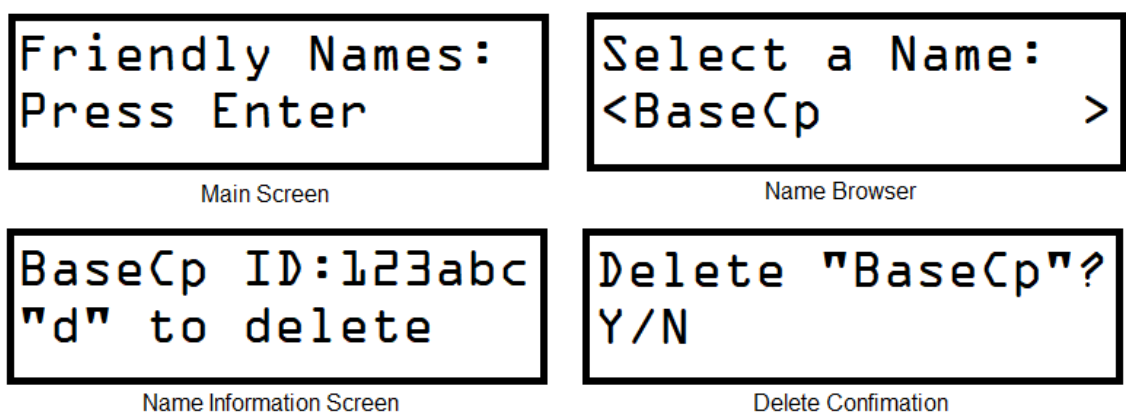 Friendly Names:
Press Enter
Main Screen
Select a Name:
<BaseCp >
Name Browser
BaseCp ID:123abc
"d" to delete
Name Information Screen
Delete "BaseCp"?
Y/N
Delete Confimation